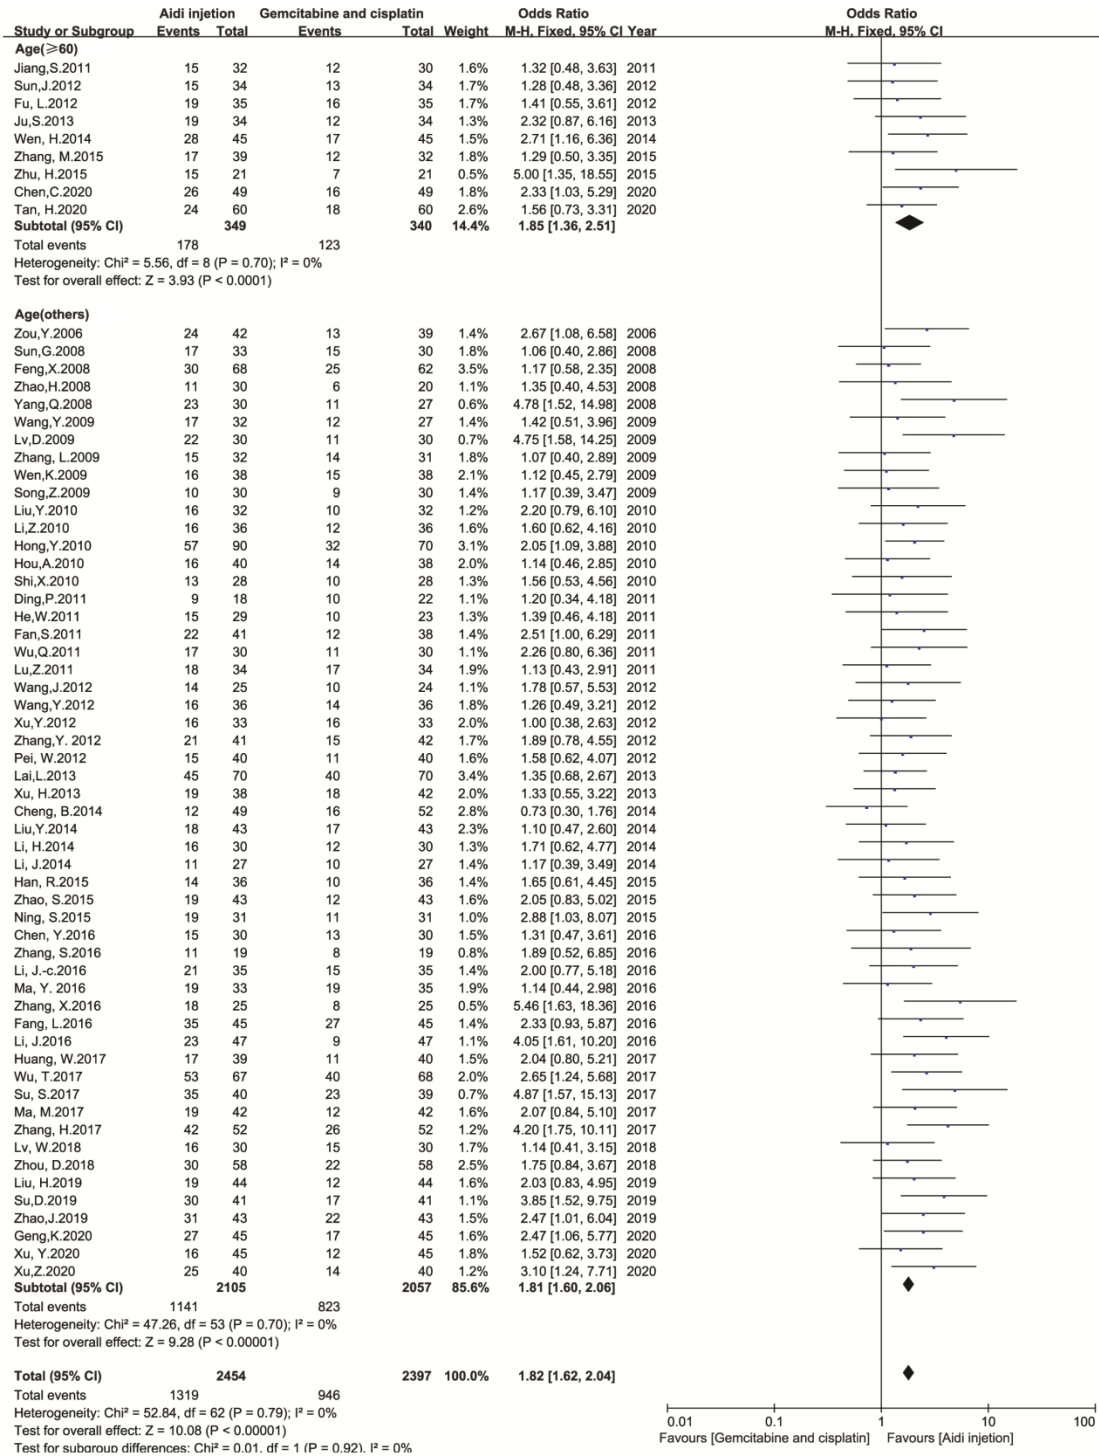 Aidi injetion Gemcitabine and cisplatin Odds Ratio Odds Ratio
Study or Subgroup Events Total Events Total Weight M-H, Fixed, 95% CI Year M-H, Fixed, 95% CI
Age(≥60)
Jiang,S.2011 15 32 12 30 1.6% 1.32 [0.48, 3.63] 2011
Sun,J.2012 15 34 13 34 1.7% 1.28 [0.48, 3.36] 2012
Fu, L.2012 19 35 16 35 1.7% 1.41 [0.55, 3.61] 2012
Ju,S.2013 19 34 12 34 1.3% 2.32 [0.87, 6.16] 2013
Wen, H.2014 28 45 17 45 1.5% 2.71 [1.16, 6.36] 2014
Zhang, M.2015 17 39 12 32 1.8% 1.29 [0.50, 3.35] 2015
Zhu, H.2015 15 21 7 21 0.5% 5.00 [1.35, 18.55] 2015
Chen,C.2020 26 49 16 49 1.8% 2.33 [1.03, 5.29] 2020
Tan, H.2020 24 60 18 60 2.6% 1.56 [0.73, 3.31] 2020
Subtotal (95% CI) 349 340 14.4% 1.85 [1.36, 2.51]
Total events 178 123
Heterogeneity: Chi² = 5.56, df = 8 (P = 0.70); I² = 0%
Test for overall effect: Z = 3.93 (P < 0.0001)
Age(others)
Zou,Y.2006 24 42 13 39 1.4% 2.67 [1.08, 6.58] 2006
Sun,G.2008 17 33 15 30 1.8% 1.06 [0.40, 2.86] 2008
Feng,X.2008 30 68 25 62 3.5% 1.17 [0.58, 2.35] 2008
Zhao,H.2008 11 30 6 20 1.1% 1.35 [0.40, 4.53] 2008
Yang,Q.2008 23 30 11 27 0.6% 4.78 [1.52, 14.98] 2008
Wang,Y.2009 17 32 12 27 1.4% 1.42 [0.51, 3.96] 2009
Lv,D.2009 22 30 11 30 0.7% 4.75 [1.58, 14.25] 2009
Zhang, L.2009 15 32 14 31 1.8% 1.07 [0.40, 2.89] 2009
Wen,K.2009 16 38 15 38 2.0% 1.12 [0.45, 2.79] 2009
Song,Z.2009 10 30 9 30 1.4% 1.17 [0.39, 3.47] 2009
Liu,Y.2010 16 32 10 32 1.2% 2.20 [0.79, 6.10] 2010
Li,Z.2010 16 36 12 36 1.5% 1.60 [0.62, 4.16] 2010
Hong,Y.2010 57 90 32 70 3.1% 2.05 [1.09, 3.88] 2010
Hou,A.2010 16 40 14 38 2.0% 1.14 [0.46, 2.85] 2010
Shi,X.2010 13 28 10 28 1.3% 1.56 [0.53, 4.56] 2010
Ding,P.2011 9 18 10 22 1.1% 1.20 [0.34, 4.18] 2011
He,W.2011 15 29 10 23 1.3% 1.39 [0.46, 4.18] 2011
Fan,S.2011 22 41 12 38 1.4% 2.51 [1.00, 6.29] 2011
Wu,Q.2011 17 30 11 30 1.1% 2.26 [0.80, 6.36] 2011
Lu,Z.2011 18 34 17 34 1.9% 1.13 [0.43, 2.91] 2011
Wang,J.2012 14 25 10 24 1.1% 1.78 [0.57, 5.53] 2012
Wang,Y.2012 16 36 14 36 1.8% 1.26 [0.49, 3.21] 2012
Xu,Y.2012 16 33 16 33 2.0% 1.00 [0.38, 2.63] 2012
Zhang,Y. 2012 21 41 15 42 1.7% 1.89 [0.78, 4.55] 2012
Pei, W.2012 15 40 11 40 1.6% 1.58 [0.62, 4.07] 2012
Lai,L.2013 45 70 40 70 3.4% 1.35 [0.68, 2.67] 2013
Xu, H.2013 19 38 18 42 2.0% 1.33 [0.55, 3.22] 2013
Cheng, B.2014 12 49 16 52 2.8% 0.73 [0.30, 1.76] 2014
Liu,Y.2014 18 43 17 43 2.3% 1.10 [0.47, 2.60] 2014
Li, H.2014 16 30 12 30 1.3% 1.71 [0.62, 4.77] 2014
Li, J.2014 11 27 10 27 1.4% 1.17 [0.39, 3.49] 2014
Han, R.2015 14 36 10 36 1.4% 1.65 [0.61, 4.45] 2015
Zhao, S.2015 19 43 12 43 1.5% 2.05 [0.83, 5.02] 2015
Ning, S.2015 19 31 11 31 1.0% 2.88 [1.03, 8.07] 2015
Chen, Y.2016 15 30 13 30 1.5% 1.31 [0.47, 3.61] 2016
Zhang, S.2016 11 19 8 19 0.8% 1.89 [0.52, 6.85] 2016
Li, J.-c.2016 21 35 15 35 1.4% 2.00 [0.77, 5.18] 2016
Ma, Y. 2016 19 33 19 35 1.9% 1.14 [0.44, 2.98] 2016
Zhang, X.2016 18 25 8 25 0.5% 5.46 [1.63, 18.36] 2016
Fang, L.2016 35 45 27 45 1.4% 2.33 [0.93, 5.87] 2016
Li, J.2016 23 47 9 47 1.1% 4.05 [1.61, 10.20] 2016
Huang, W.2017 17 39 11 40 1.5% 2.04 [0.80, 5.21] 2017
Wu, T.2017 53 67 40 68 2.0% 2.65 [1.24, 5.68] 2017
Su, S.2017 35 40 23 39 0.7% 4.87 [1.57, 15.13] 2017
Ma, M.2017 19 42 12 42 1.6% 2.07 [0.84, 5.10] 2017
Zhang, H.2017 42 52 26 52 1.2% 4.20 [1.75, 10.11] 2017
Lv, W.2018 16 30 15 30 1.7% 1.14 [0.41, 3.15] 2018
Zhou, D.2018 30 58 22 58 2.5% 1.75 [0.84, 3.67] 2018
Liu, H.2019 19 44 12 44 1.6% 2.03 [0.83, 4.95] 2019
Su,D.2019 30 41 17 41 1.1% 3.85 [1.52, 9.75] 2019
Zhao,J.2019 31 43 22 43 1.5% 2.47 [1.01, 6.04] 2019
Geng,K.2020 27 45 17 45 1.6% 2.47 [1.06, 5.77] 2020
Xu, Y.2020 16 45 12 45 1.8% 1.52 [0.62, 3.73] 2020
Xu,Z.2020 25 40 14 40 1.2% 3.10 [1.24, 7.71] 2020
Subtotal (95% CI) 2105 2057 85.6% 1.81 [1.60, 2.06]
Total events 1141 823
Heterogeneity: Chi² = 47.26, df = 53 (P = 0.70); I² = 0%
Test for overall effect: Z = 9.28 (P < 0.00001)
Total (95% CI) 2454 2397 100.0% 1.82 [1.62, 2.04]
Total events 1319 946
Heterogeneity: Chi² = 52.84, df = 62 (P = 0.79); I² = 0%
Test for overall effect: Z = 10.08 (P < 0.00001)
Test for subgroup differences: Chi² = 0.01, df = 1 (P = 0.92), I² = 0%
0.01 0.1 1 10 100
Favours [Gemcitabine and cisplatin] Favours [Aidi injetion]